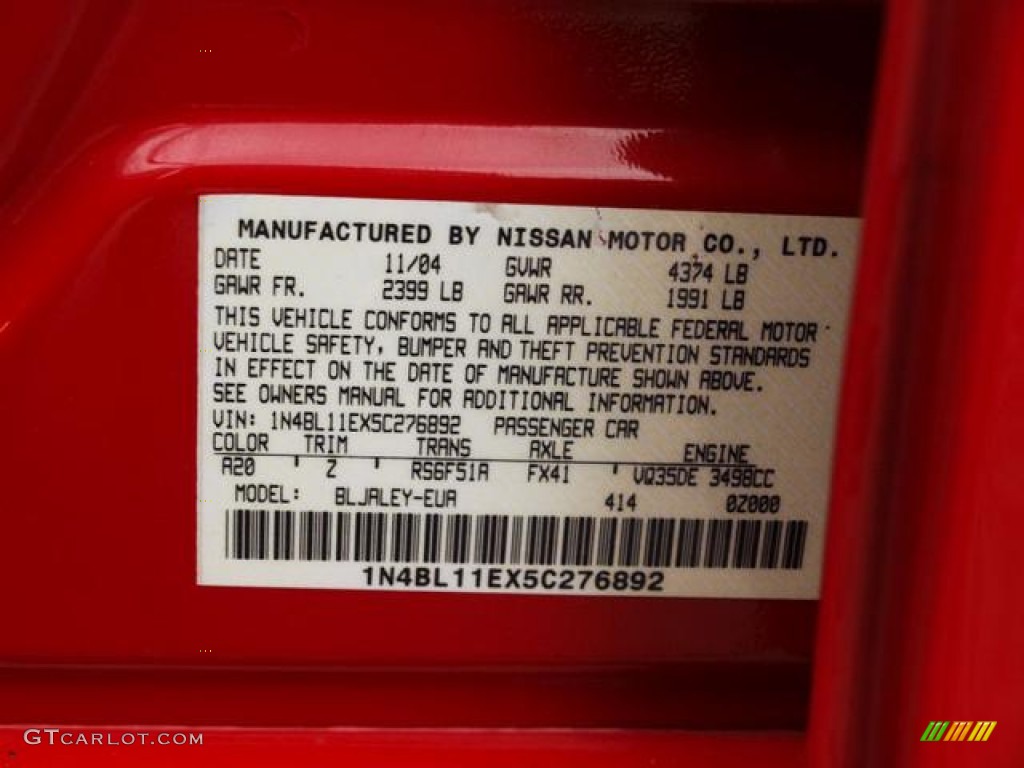 MANUFACTURED BY NISSAN MOTOR CO., LTD.
DATE 11/04 GVWR 4374 LB
GAWR FR. 2399 LB GAWR RR. 1991 LB
THIS VEHICLE CONFORMS TO ALL APPLICABLE FEDERAL MOTOR
VEHICLE SAFETY, BUMPER AND THEFT PREVENTION STANDARDS
IN EFFECT ON THE DATE OF MANUFACTURE SHOWN ABOVE.
SEE OWNERS MANUAL FOR ADDITIONAL INFORMATION.
VIN: 1N4BL11EX5C276892 PASSENGER CAR
COLOR TRIM TRANS AXLE ENGINE
A20 ' Z ' RS6F51A FX41 ' VQ35DE 3498CC
MODEL: BLJALEY-EUA 414 0Z000
1N4BL11EX5C276892
GTCARLOT.COM